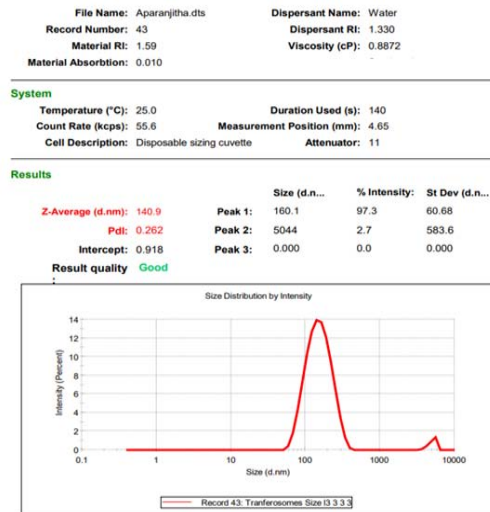 File Name: Aparanjitha.dts Dispersant Name: Water
Record Number: 43 Dispersant RI: 1.330
Material RI: 1.59 Viscosity (cP): 0.8872
Material Absorbtion: 0.010
System
Temperature (°C): 25.0 Duration Used (s): 140
Count Rate (kcps): 55.6 Measurement Position (mm): 4.65
Cell Description: Disposable sizing cuvette Attenuator: 11
Results
Size (d.n... % Intensity: St Dev (d.n...
Z-Average (d.nm): 140.9 Peak 1: 160.1 97.3 60.68
PdI: 0.262 Peak 2: 5044 2.7 583.6
Intercept: 0.918 Peak 3: 0.000 0.0 0.000
Result quality Good
:
Size Distribution by Intensity
Intensity (Percent)
14
12
10
8
6
4
2
0
0.1 1 10 100 1000 10000
Size (d.nm)
Record 43: Tranferosomes Size I3 3 3 3